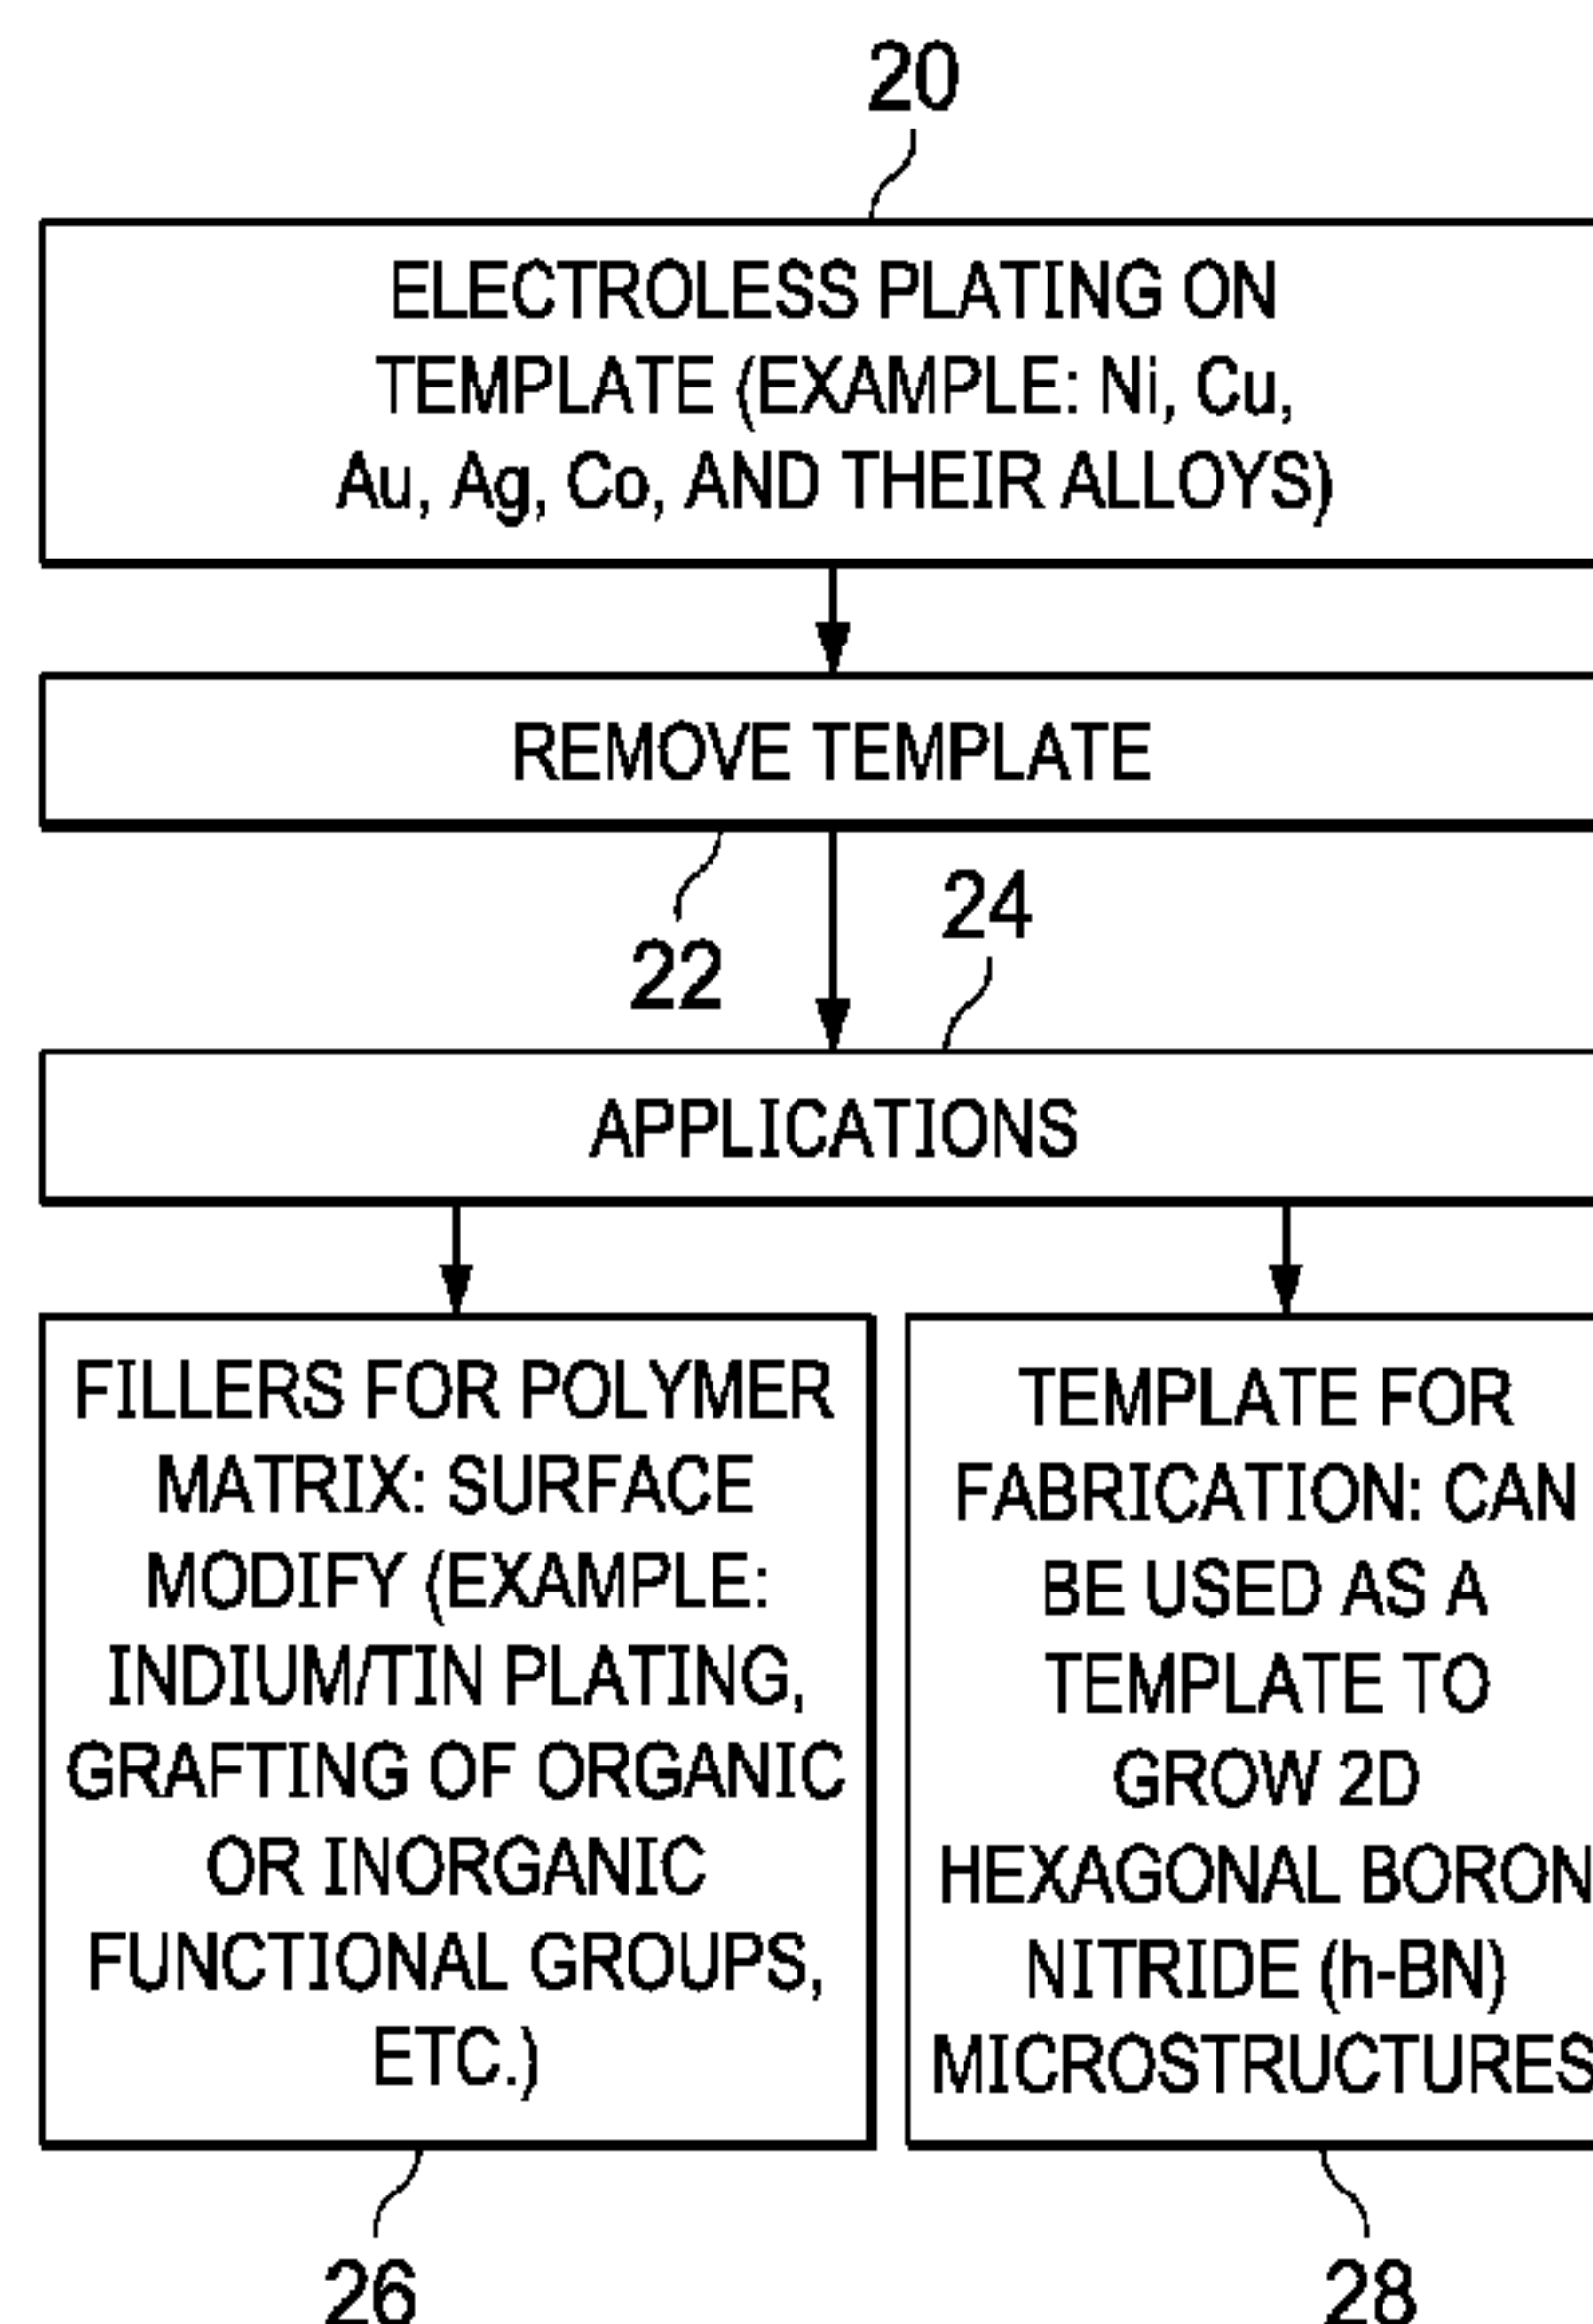 20
ELECTROLESS PLATING ON
TEMPLATE (EXAMPLE: Ni, Cu,
Au, Ag, Co, AND THEIR ALLOYS)
REMOVE TEMPLATE
22
24
APPLICATIONS
FILLERS FOR POLYMER
MATRIX: SURFACE
MODIFY (EXAMPLE:
INDIUM/TIN PLATING,
GRAFTING OF ORGANIC
OR INORGANIC
FUNCTIONAL GROUPS,
ETC.)
TEMPLATE FOR
FABRICATION: CAN
BE USED AS A
TEMPLATE TO
GROW 2D
HEXAGONAL BORON
NITRIDE (h-BN)
MICROSTRUCTURES
26
28